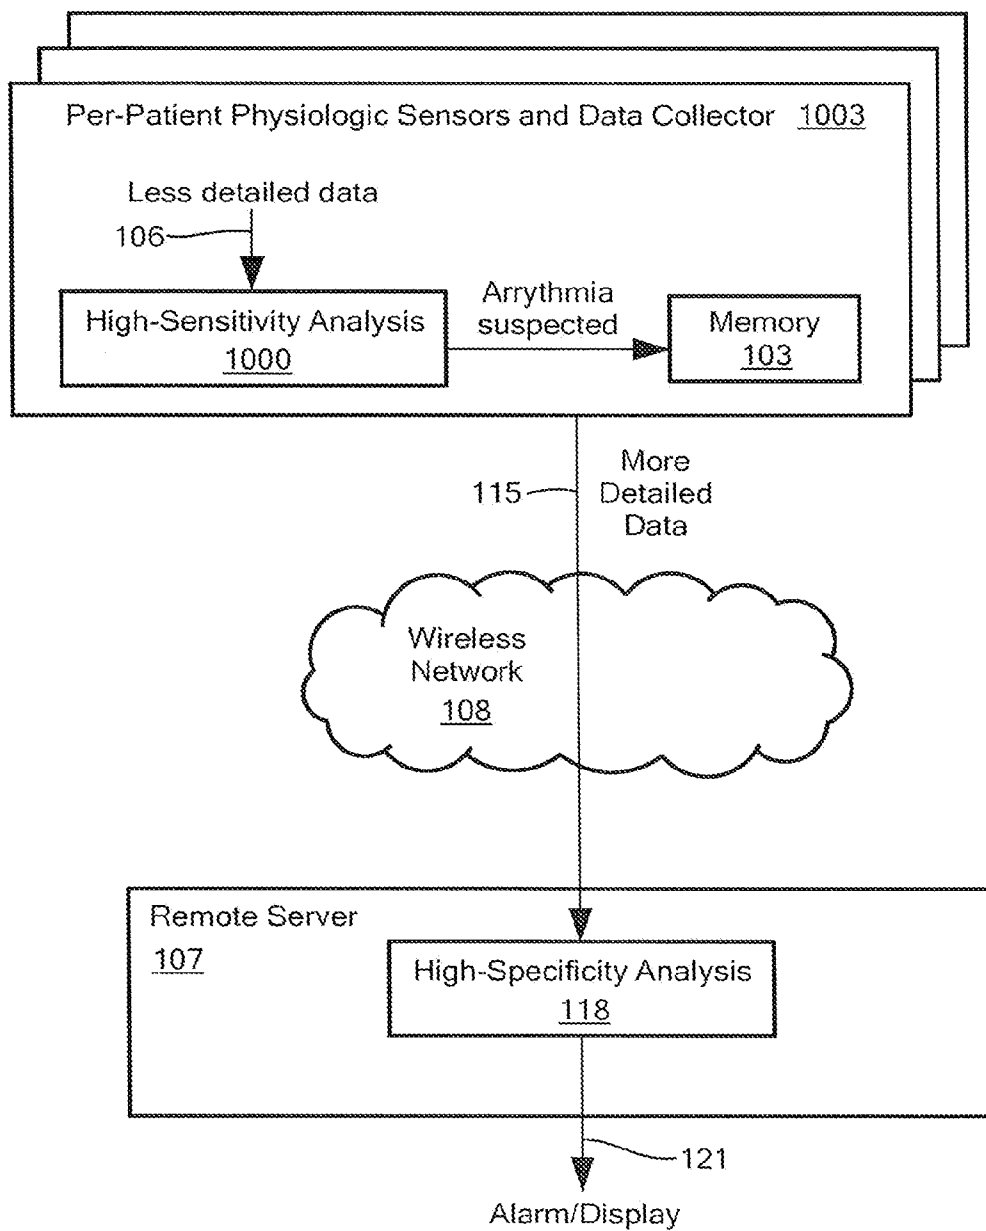 Per-Patient Physiologic Sensors and Data Collector 1003
Less detailed data
106
High-Sensitivity Analysis
1000
Arrythmia
suspected
Memory
103
115
More
Detailed
Data
Wireless
Network
108
Remote Server
107
High-Specificity Analysis
118
121
Alarm/Display